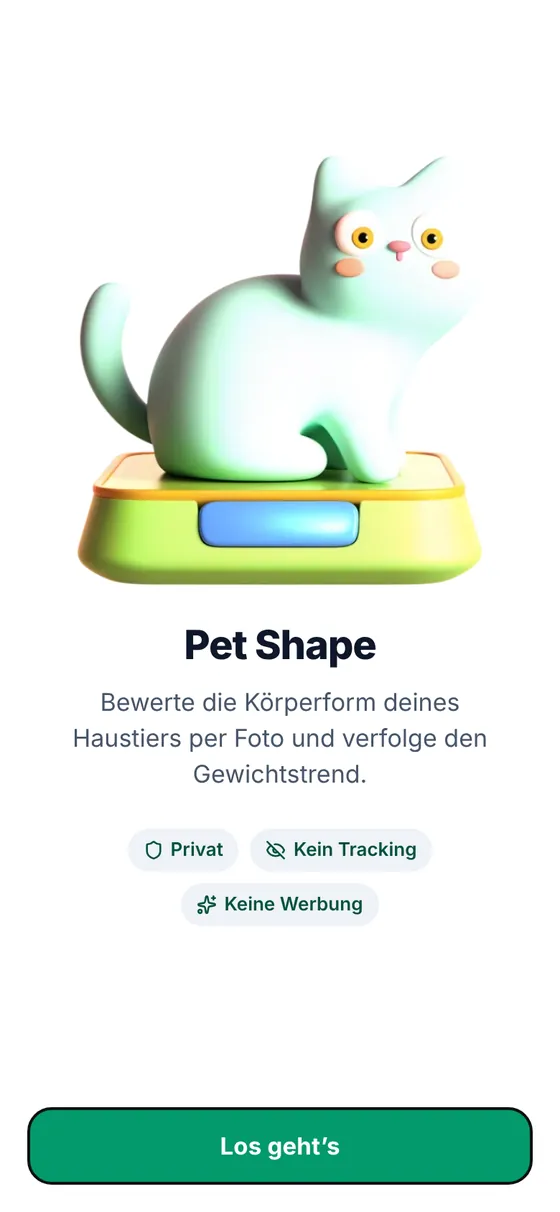 Pet Shape
Bewerte die Körperform deines
Haustiers per Foto und verfolge den
Gewichtstrend.
Privat
Kein Tracking
Keine Werbung
Los geht’s